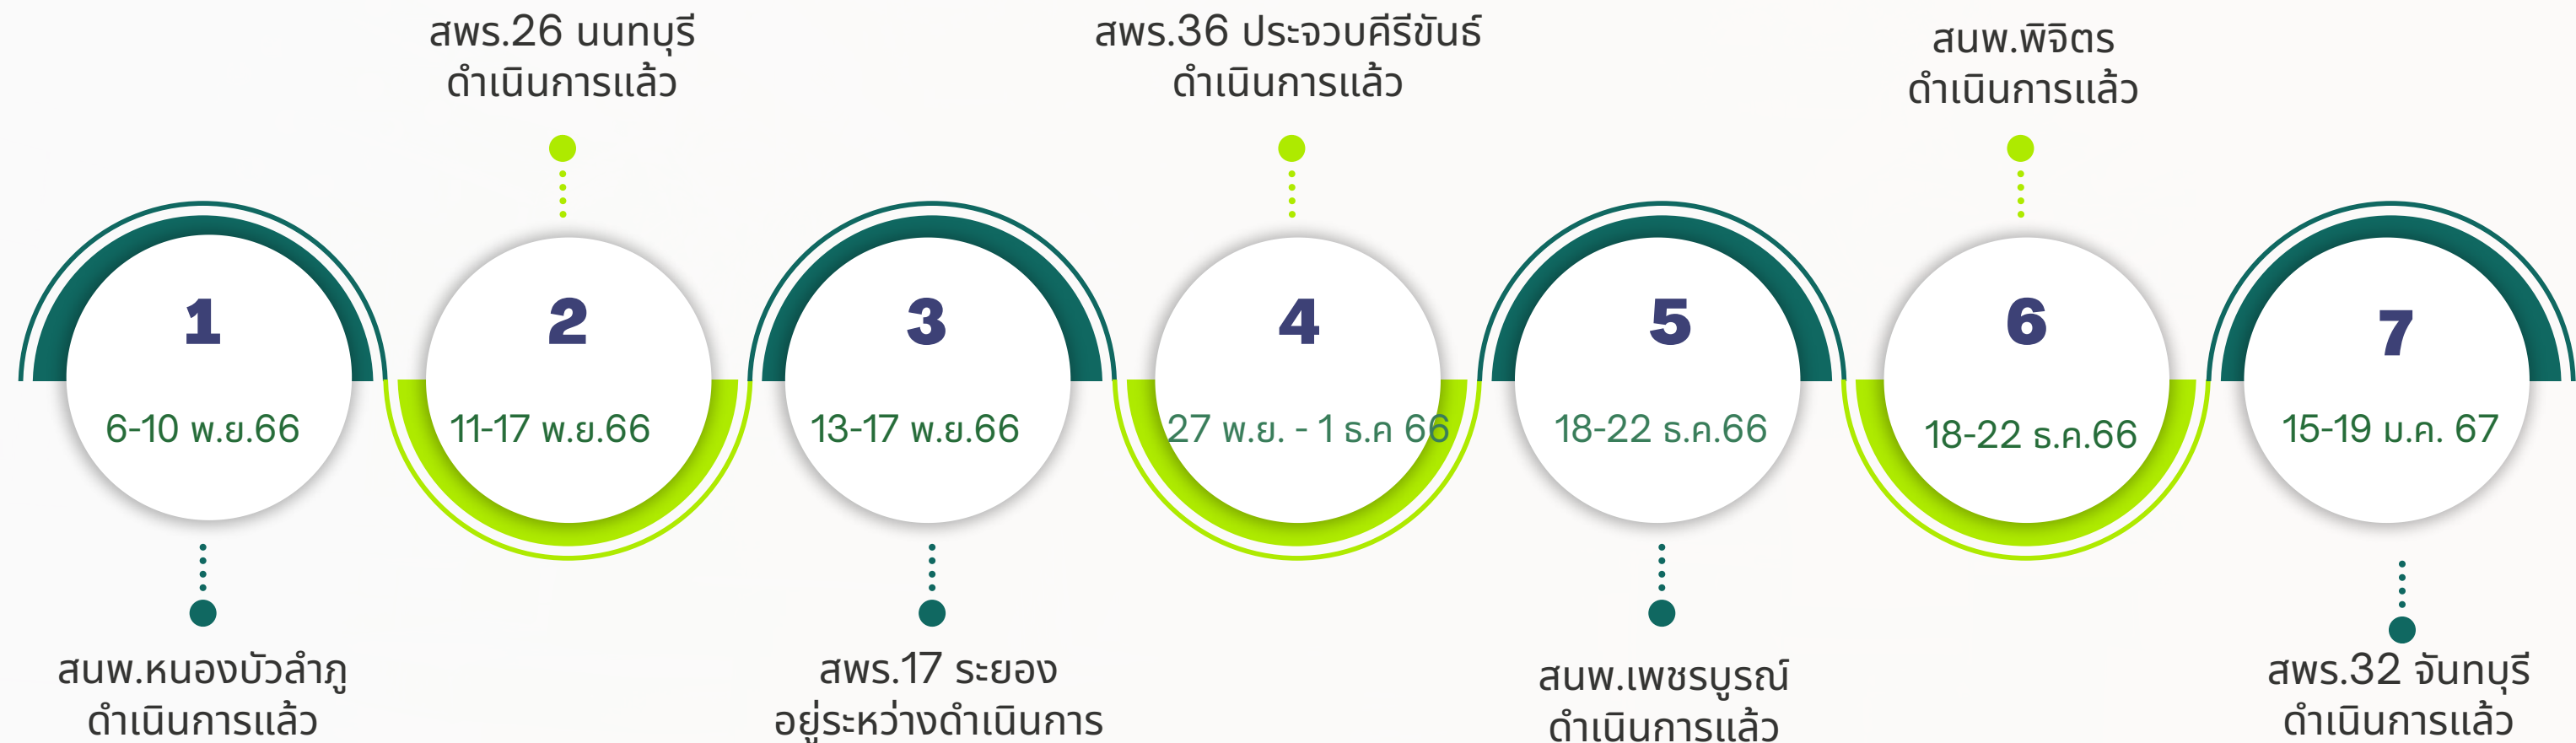 สพร.26 นนทบุรี
ดำเนินการแล้ว
สพร.36 ประจวบคีรีขันธ์
ดำเนินการแล้ว
สนพ.พิจิตร
ดำเนินการแล้ว
1
6-10 พ.ย.66
2
11-17 พ.ย.66
3
13-17 พ.ย.66
4
27 พ.ย. - 1 ธ.ค 66
5
18-22 ธ.ค.66
6
18-22 ธ.ค.66
7
15-19 ม.ค. 67
สนพ.หนองบัวลำภู
ดำเนินการแล้ว
สพร.17 ระยอง
อยู่ระหว่างดำเนินการ
สนพ.เพชรบูรณ์
ดำเนินการแล้ว
สพร.32 จันทบุรี
ดำเนินการแล้ว